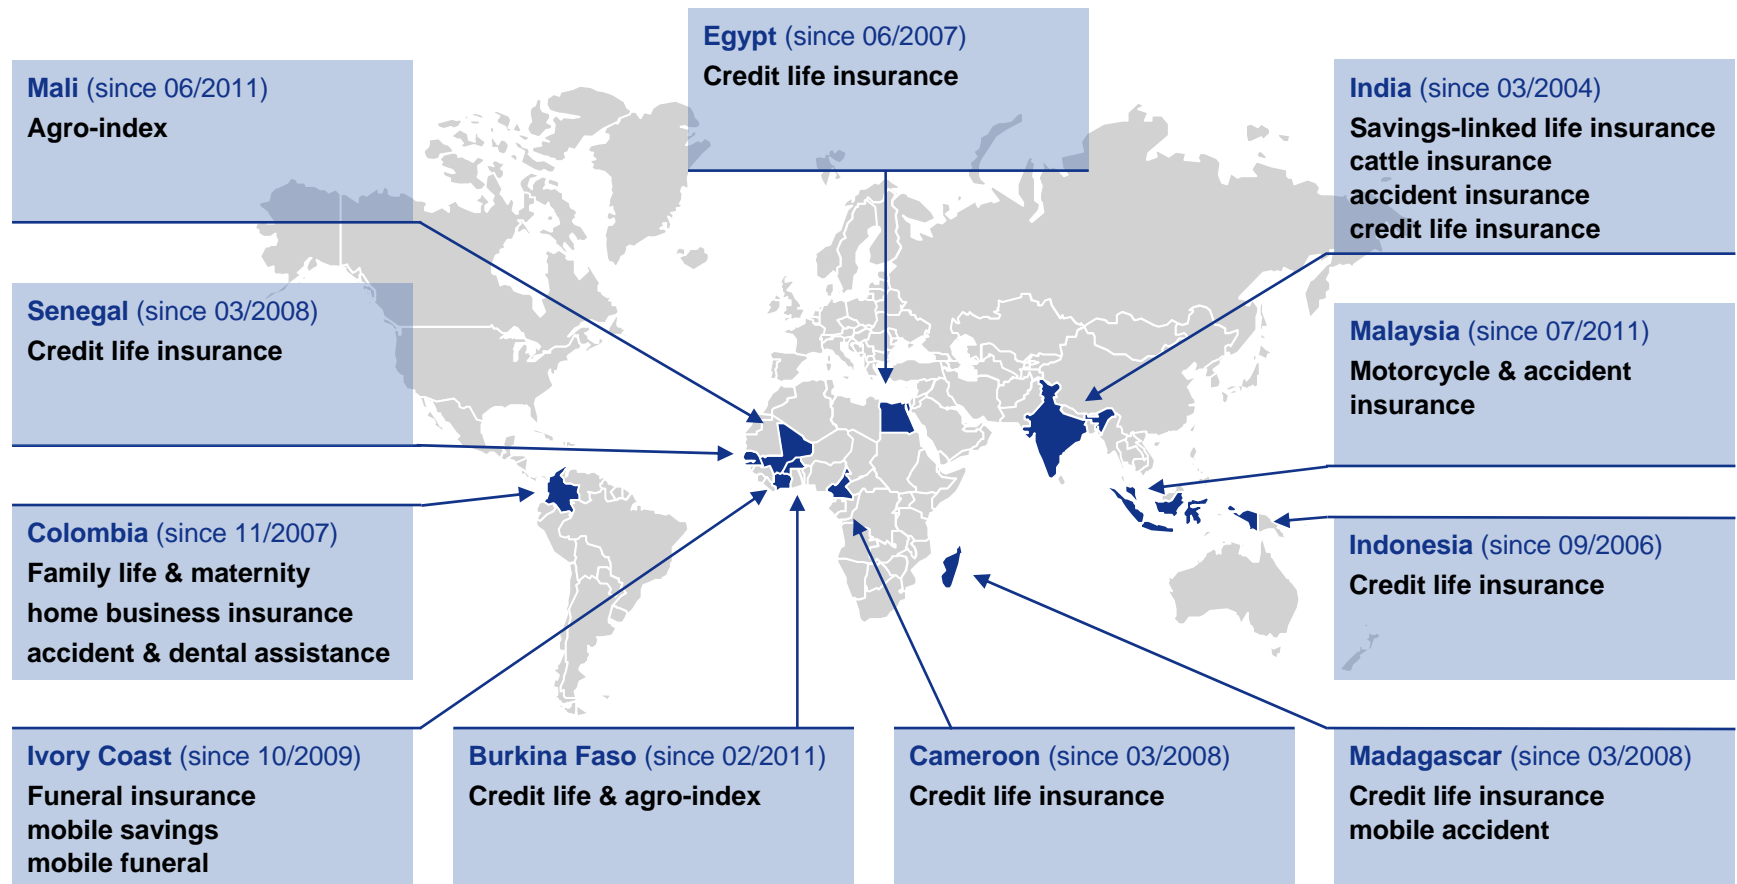 Egypt (since 06/2007)
Credit life insurance
Mali (since 06/2011)
Agro-index
India (since 03/2004)
Savings-linked life insurance
cattle insurance
accident insurance
credit life insurance
Senegal (since 03/2008)
Credit life insurance
Malaysia (since 07/2011)
Motorcycle & accident
insurance
Colombia (since 11/2007)
Family life & maternity
home business insurance
accident & dental assistance
Indonesia (since 09/2006)
Credit life insurance
Ivory Coast (since 10/2009)
Funeral insurance
mobile savings
mobile funeral
Burkina Faso (since 02/2011)
Credit life & agro-index
Cameroon (since 03/2008)
Credit life insurance
Madagascar (since 03/2008)
Credit life insurance
mobile accident